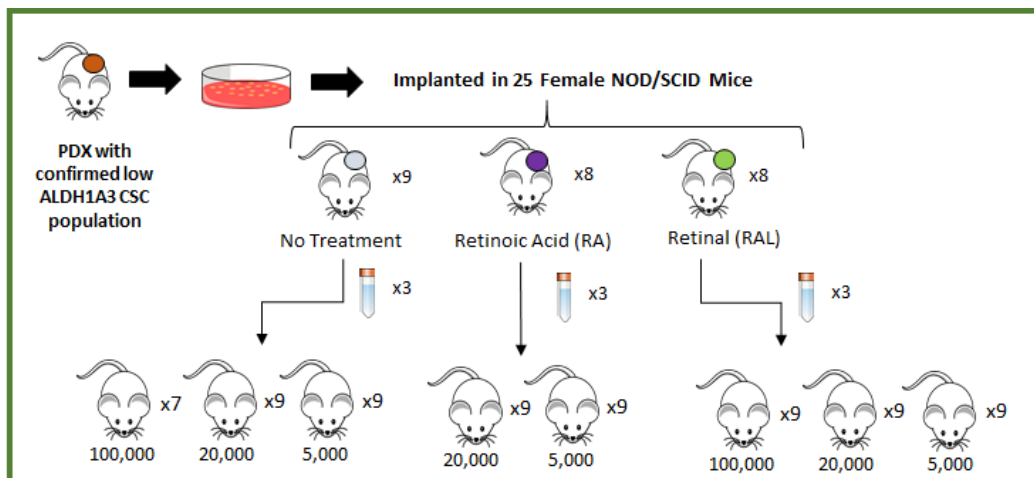 Implanted in 25 Female NOD/SCID Mice
PDX with
confirmed low
ALDH1A3 CSC
population
x9
x8
x8
No Treatment
Retinoic Acid (RA)
Retinal (RAL)
x3
x3
x3
x7
x9
x9
x9
x9
x9
x9
x9
100,000
20,000
5,000
20,000
5,000
100,000
20,000
5,000